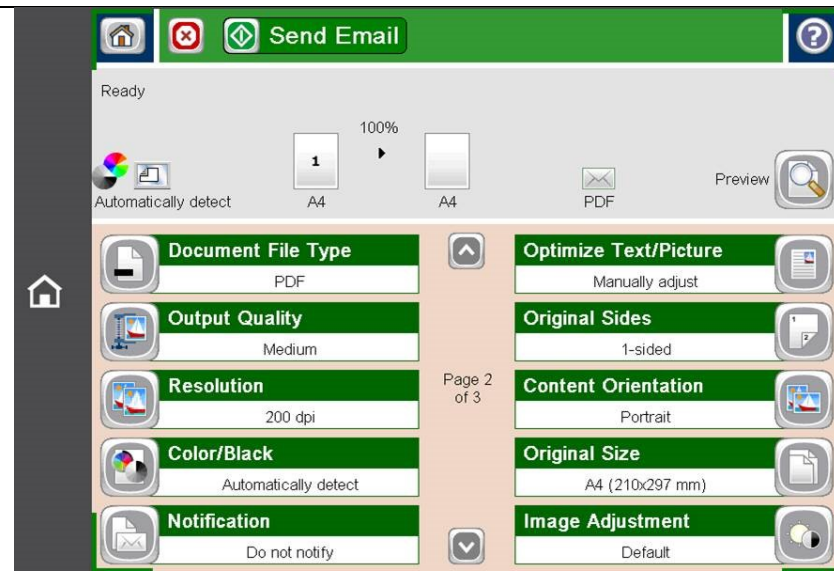 Send Email
?
Ready
100%
1
Automatically detect
A4
A4
PDF
Preview
Document File Type
PDF
Output Quality
Medium
Resolution
200 dpi
Color/Black
Automatically detect
Notification
Do not notify
Page 2
of 3
Optimize Text/Picture
Manually adjust
Original Sides
1-sided
1
2
Content Orientation
Portrait
Original Size
A4 (210x297 mm)
Image Adjustment
Default